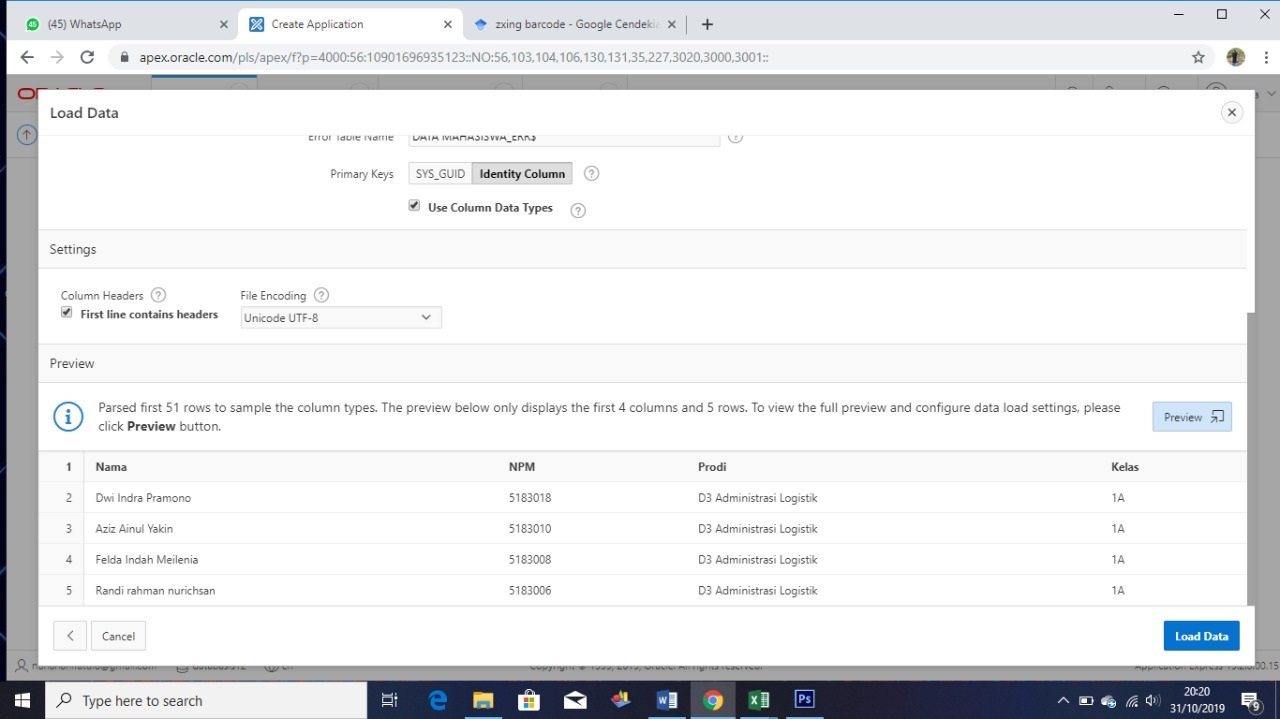 (45) WhatsApp
Create Application
zxing barcode - Google Cendeki
apex.oracle.com/pls/apex/f?p=4000:56:10901696935123::NO:56,103,104,106,130,131,35,227,3020,3000,3001::
Load Data
Error Table Name
DATA MAHASISWA_ERR$
Primary Keys SYS_GUID Identity Column
Use Column Data Types
Settings
Column Headers File Encoding
First line contains headers Unicode UTF-8
Preview
Parsed first 51 rows to sample the column types. The preview below only displays the first 4 columns and 5 rows. To view the full preview and configure data load settings, please
click Preview button.
Preview
1 Nama NPM Prodi Kelas
2 Dwi Indra Pramono 5183018 D3 Administrasi Logistik 1A
3 Aziz Ainul Yakin 5183010 D3 Administrasi Logistik 1A
4 Felda Indah Meilenia 5183008 D3 Administrasi Logistik 1A
5 Randi rahman nurichsan 5183006 D3 Administrasi Logistik 1A
Cancel Load Data
Type here to search
20:20
31/10/2019